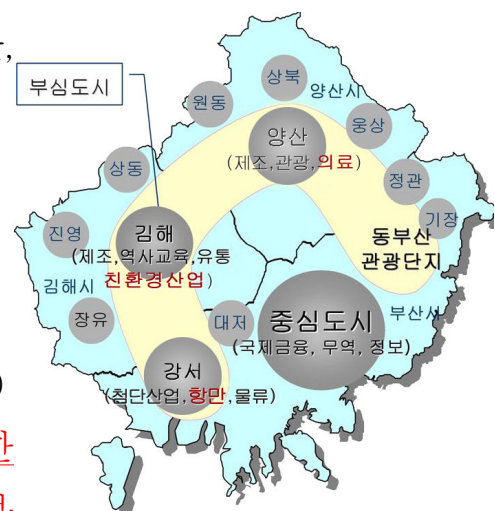 부심도시
상북
양산시
원동
웅상
양산
(제조,관광,의료)
상동
정관
기장
진영
김해
(제조,역사교육,유통
친환경산업)
동부산
관광단지
김해시
장유
대저
중심도시
(국제금융, 무역, 정보)
부산시
강서
(첨단산업,항만,물류)